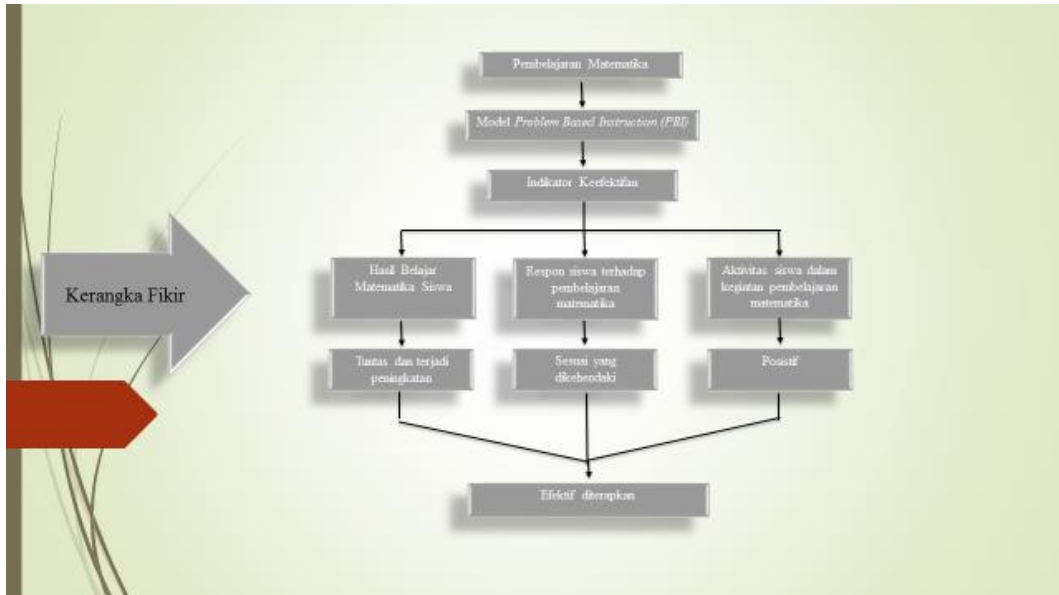 Pembelajaran Matematika
Model Problem Based Instruction (PBI)
Indikator Keefektifan
Kerangka Fikir
Hasil Belajar
Matematika Siswa
Respon siswa terhadap
pembelajaran
matematika
Aktivitas siswa dalam
kegiatan pembelajaran
matematika
Tuntas dan terjadi
peningkatan
Sesuai yang
dikehendaki
Posistif
Efektif diterapkan